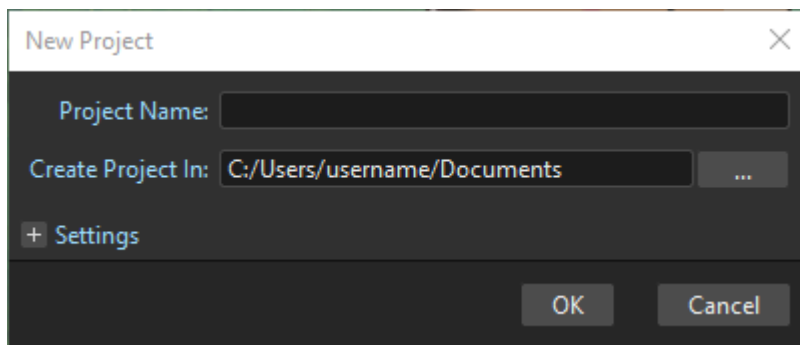 New Project
Project Name:
Create Project In: C:/Users/username/Documents ...
+ Settings
OK Cancel